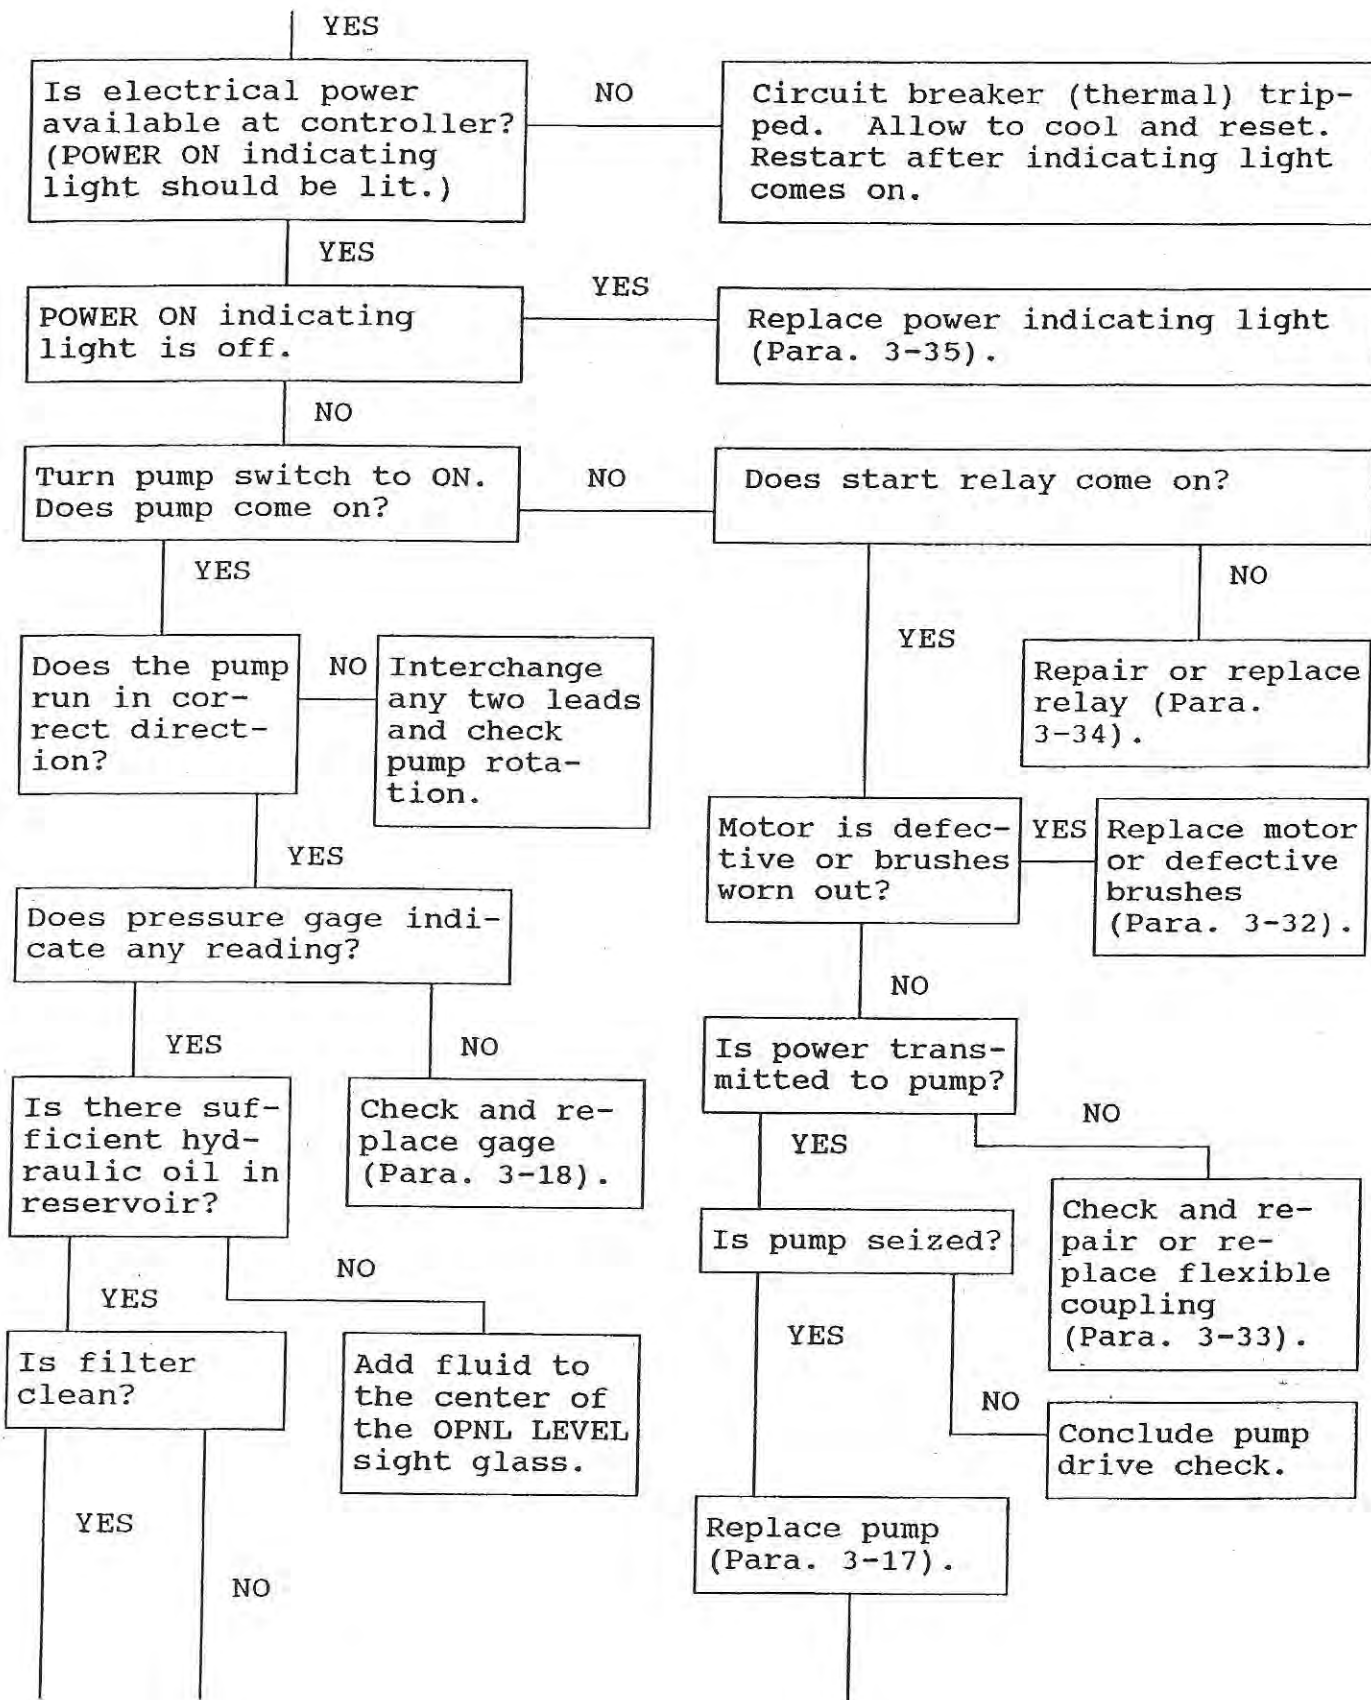 YES
Is electrical power
available at controller?
(POWER ON indicating
light should be lit.)
NO
Circuit breaker (thermal) trip-
ped. Allow to cool and reset.
Restart after indicating light
comes on.
YES
POWER ON indicating
light is off.
YES
Replace power indicating light
(Para. 3-35).
NO
Turn pump switch to ON.
Does pump come on?
NO
Does start relay come on?
YES
Does the pump
run in cor-
rect direct-
ion?
NO
Interchange
any two leads
and check
pump rota-
tion.
YES
NO
Repair or replace
relay (Para.
3-34).
YES
Does pressure gage indi-
cate any reading?
Motor is defec-
tive or brushes
worn out?
YES
Replace motor
or defective
brushes
(Para. 3-32).
YES
NO
Is there suf-
ficient hyd-
raulic oil in
reservoir?
Check and re-
place gage
(Para. 3-18).
NO
Is power trans-
mitted to pump?
YES
NO
Is pump seized?
Check and re-
pair or re-
place flexible
coupling
(Para. 3-33).
YES
NO
Is filter
clean?
Add fluid to
the center of
the OPNL LEVEL
sight glass.
YES
NO
Conclude pump
drive check.
YES
NO
Replace pump
(Para. 3-17).